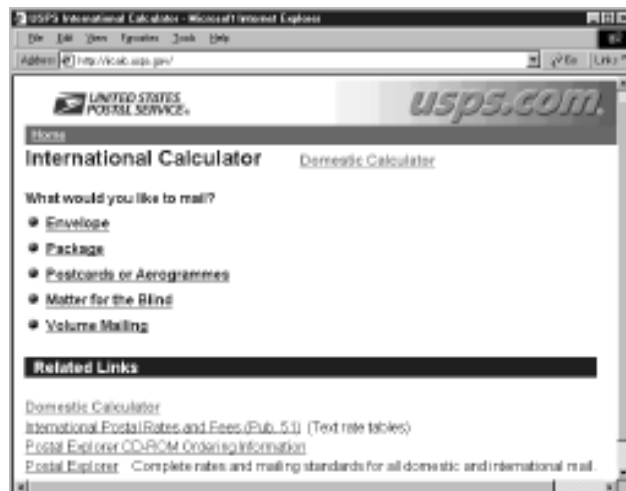 USPS International Calculator - Microsoft Internet Explorer
File Edit View Favorites Tools Help
Address http://ircalc.usps.gov/ Go Links »
UNITED STATES
POSTAL SERVICE®
usps.com.
Home
International Calculator Domestic Calculator
What would you like to mail?
Envelope
Package
Postcards or Aerogrammes
Matter for the Blind
Volume Mailing
Related Links
Domestic Calculator
International Postal Rates and Fees (Pub. 51) (Text rate tables)
Postal Explorer CD-ROM Ordering Information
Postal Explorer Complete rates and mailing standards for all domestic and international mail.